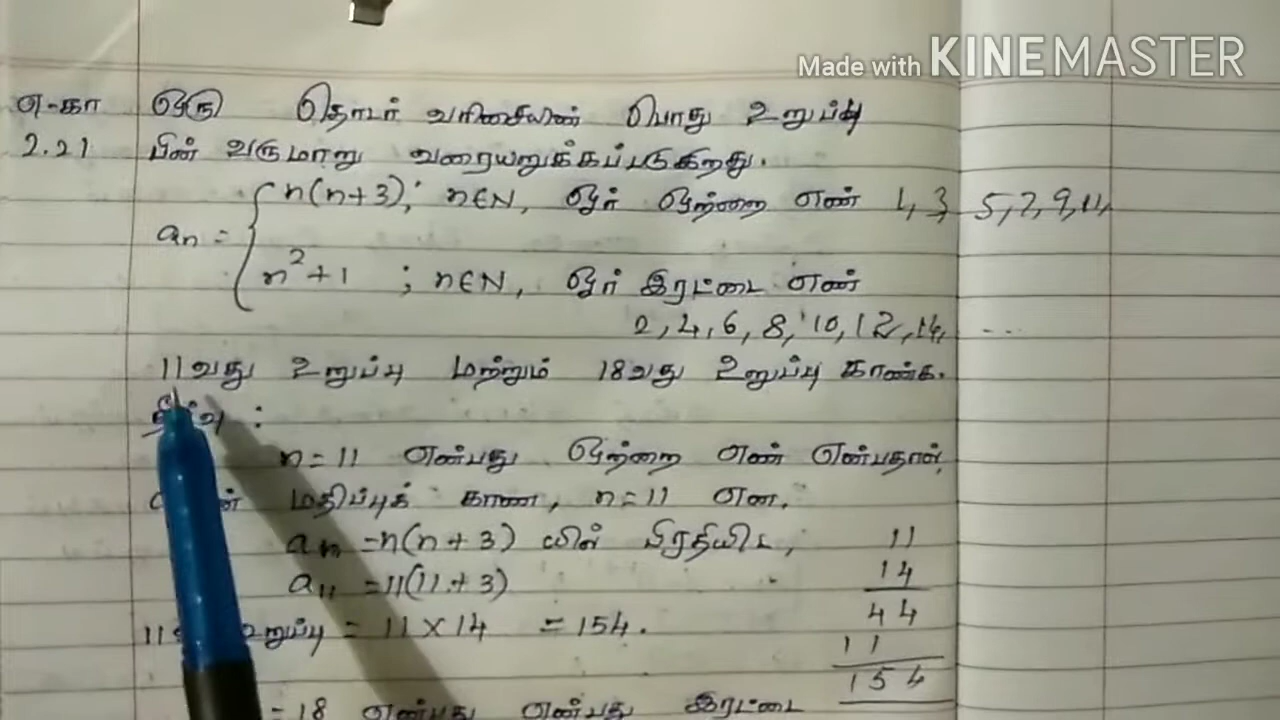 Made with KINEMASTER
எ-கா ஒரு தொடர் வரிசையின் பொது உறுப்பு
2.21 பின் வருமாறு வரையறுக்கப்படுகிறது.
n(n+3); n∈N, ஓர் ஒற்றை எண் 1, 3, 5, 7, 9, 11,
an =
n²+1 ; n∈N, ஓர் இரட்டை எண்
2, 4, 6, 8, 10, 12, 14, ...
11வது உறுப்பு மற்றும் 18வது உறுப்பு காண்க.
:
n=11 என்பது ஒற்றை எண் என்பதால்,
மதிப்புக் காண, n=11 என,
an =n(n+3) யில் பிரதியிட, 11
a11 =11(11+3) 14
44
உறுப்பு = 11×14 =154.
11
154
=18 என்பது என்பது இரட்டை